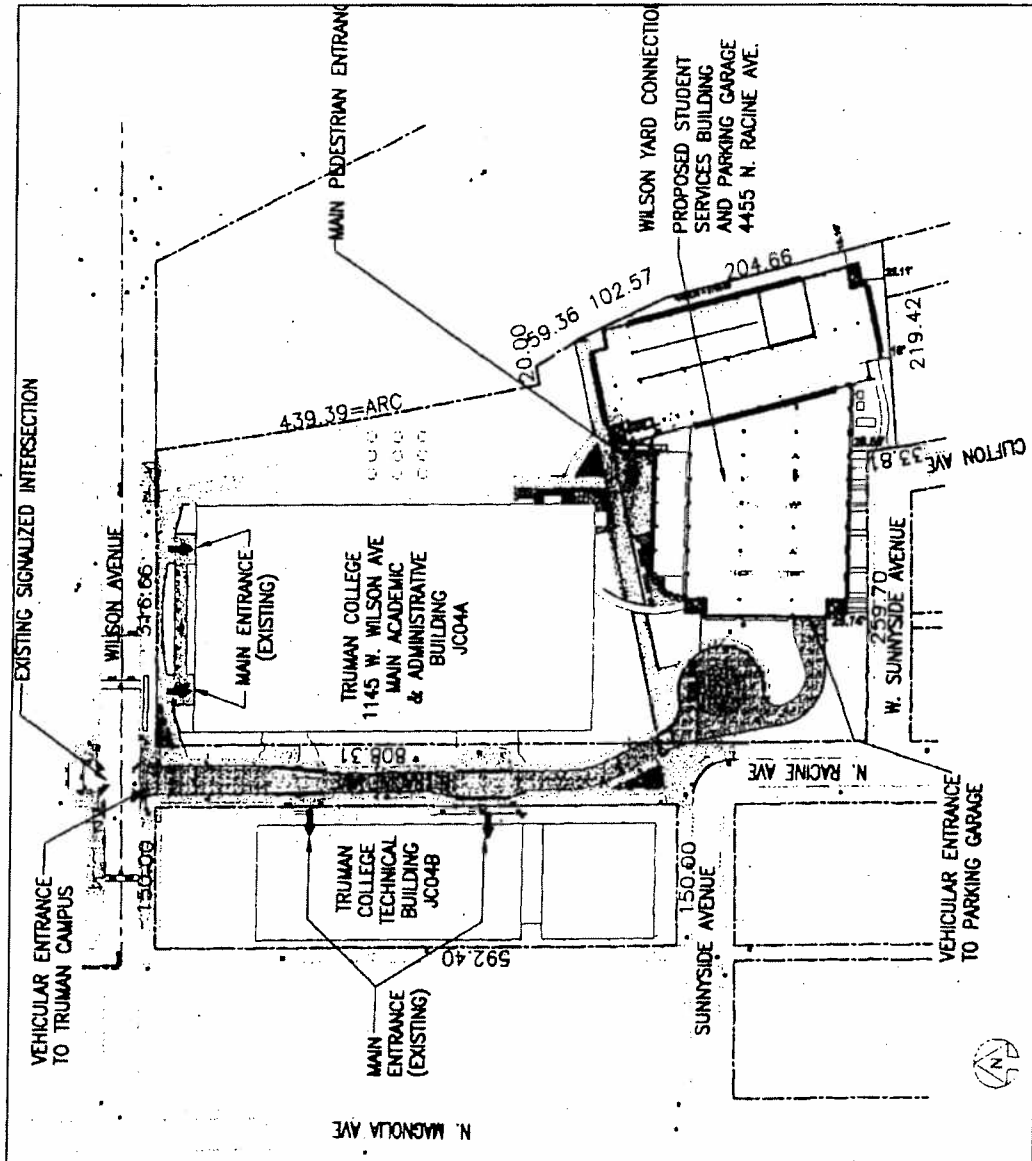 EXISTING SIGNALIZED INTERSECTION
VEHICULAR ENTRANCE
TO TRUMAN CAMPUS
WILSON AVENUE
150.00
316.66
MAIN ENTRANCE
(EXISTING)
439.39=ARC
MAIN PEDESTRIAN ENTRANC
TRUMAN COLLEGE
1145 W. WILSON AVE
MAIN ACADEMIC
& ADMINISTRATIVE
BUILDING
JC04A
808.31
TRUMAN
COLLEGE
TECHNICAL
BUILDING
JC04B
592.40
MAIN
ENTRANCE
(EXISTING)
20.00
59.36
102.57
204.66
WILSON YARD CONNECTION
PROPOSED STUDENT
SERVICES BUILDING
AND PARKING GARAGE
4455 N. RACINE AVE.
219.42
33.81
CLIFTON AVE
259.70
W. SUNNYSIDE AVENUE
N. RACINE AVE
150.00
SUNNYSIDE AVENUE
VEHICULAR ENTRANCE
TO PARKING GARAGE
N. MAGNOLIA AVE
N